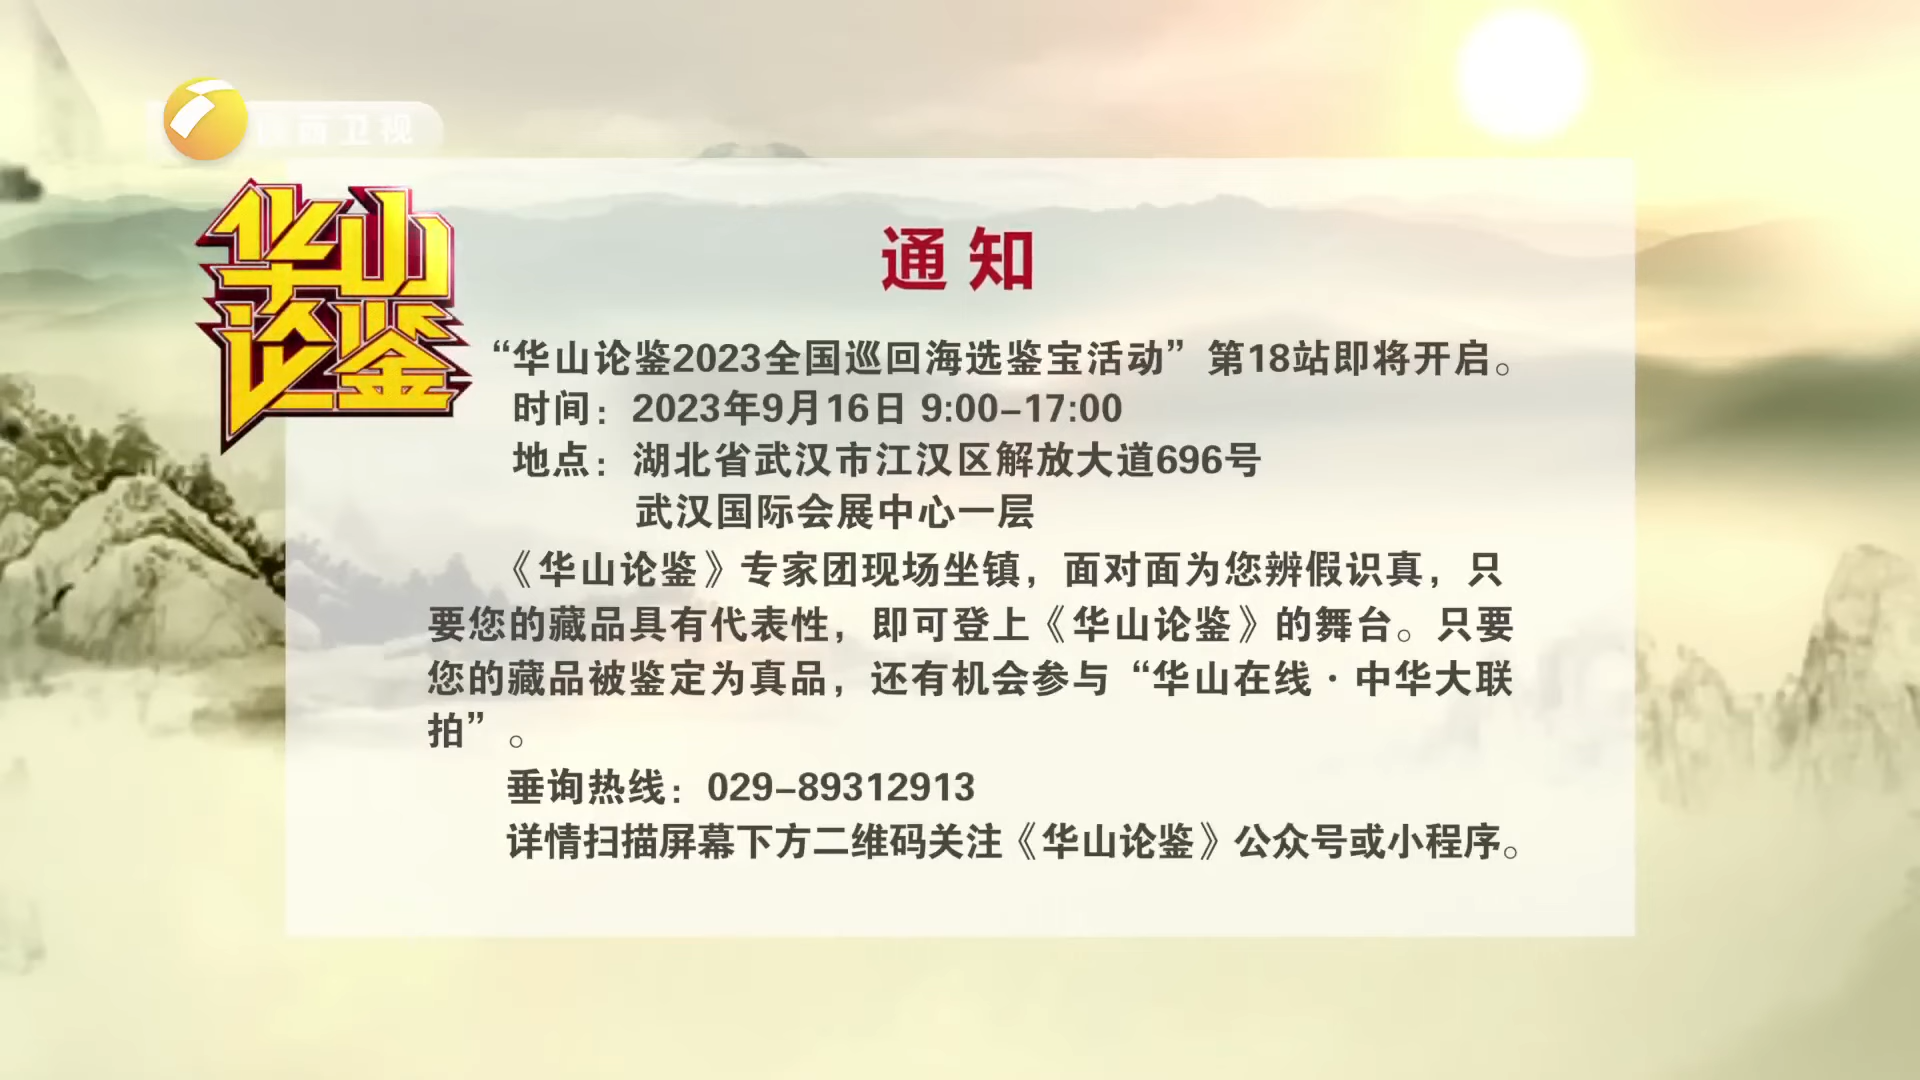 陕西卫视
华山
论鉴
通知
“华山论鉴2023全国巡回海选鉴宝活动”第18站即将开启。
时间：2023年9月16日 9:00-17:00
地点：湖北省武汉市江汉区解放大道696号
武汉国际会展中心一层
《华山论鉴》专家团现场坐镇，面对面为您辨假识真，只
要您的藏品具有代表性，即可登上《华山论鉴》的舞台。只要
您的藏品被鉴定为真品，还有机会参与“华山在线·中华大联
拍”。
垂询热线：029-89312913
详情扫描屏幕下方二维码关注《华山论鉴》公众号或小程序。